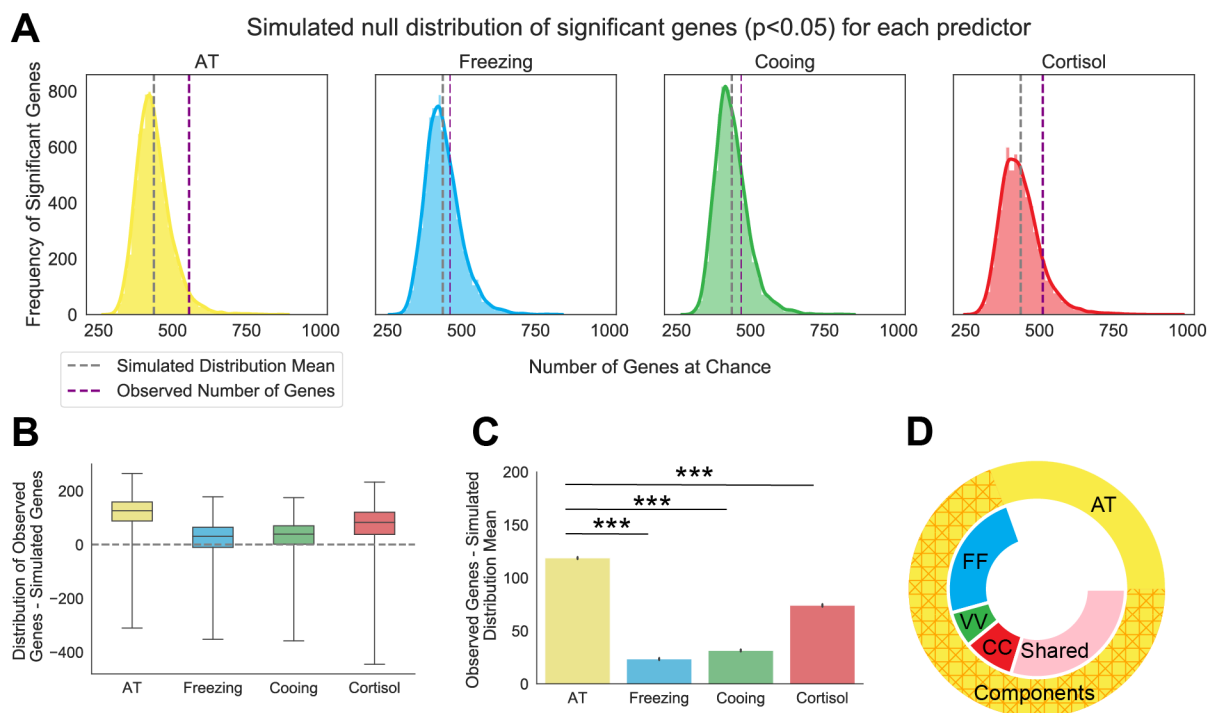 A
Simulated null distribution of significant genes (p<0.05) for each predictor
AT
Freezing
Cooing
Cortisol
Frequency of Significant Genes
800
600
400
200
0
250 500 750 1000
250 500 750 1000
250 500 750 1000
250 500 750 1000
Number of Genes at Chance
Simulated Distribution Mean
Observed Number of Genes
B
Distribution of Observed
Genes - Simulated Genes
200
0
−200
−400
AT Freezing Cooing Cortisol
C
Observed Genes - Simulated
Distribution Mean
200
150
100
50
0
***
***
***
AT Freezing Cooing Cortisol
D
AT
FF
VV
CC
Shared
Components